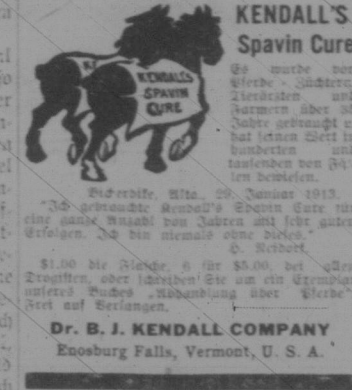 KENDALL'S
Spavin Cure
KENDALL'S
SPAVIN
CURE
Es wurde von
Pferde - Züchtern
Tierärzten und
Farmern über 35
Jahre gebraucht u
hat seinen Wert in
hunderten und
tausenden von Fäl
len bewiesen.
Bickerdike, Alta., 29. Januar 1913.
"Ich gebrauchte Kendall's Spavin Cure für
eine ganze Anzahl von Jahren mit sehr guten
Erfolgen. Ich bin niemals ohne dieses."
H. Neidorf.
$1.00 die Flasche, 6 für $5.00, bei allen
Drogisten, oder schreiben Sie um ein Exemplar
unseres Buches „Abhandlung über Pferde"
Frei auf Verlangen.
Dr. B. J. KENDALL COMPANY
Enosburg Falls, Vermont, U. S. A.